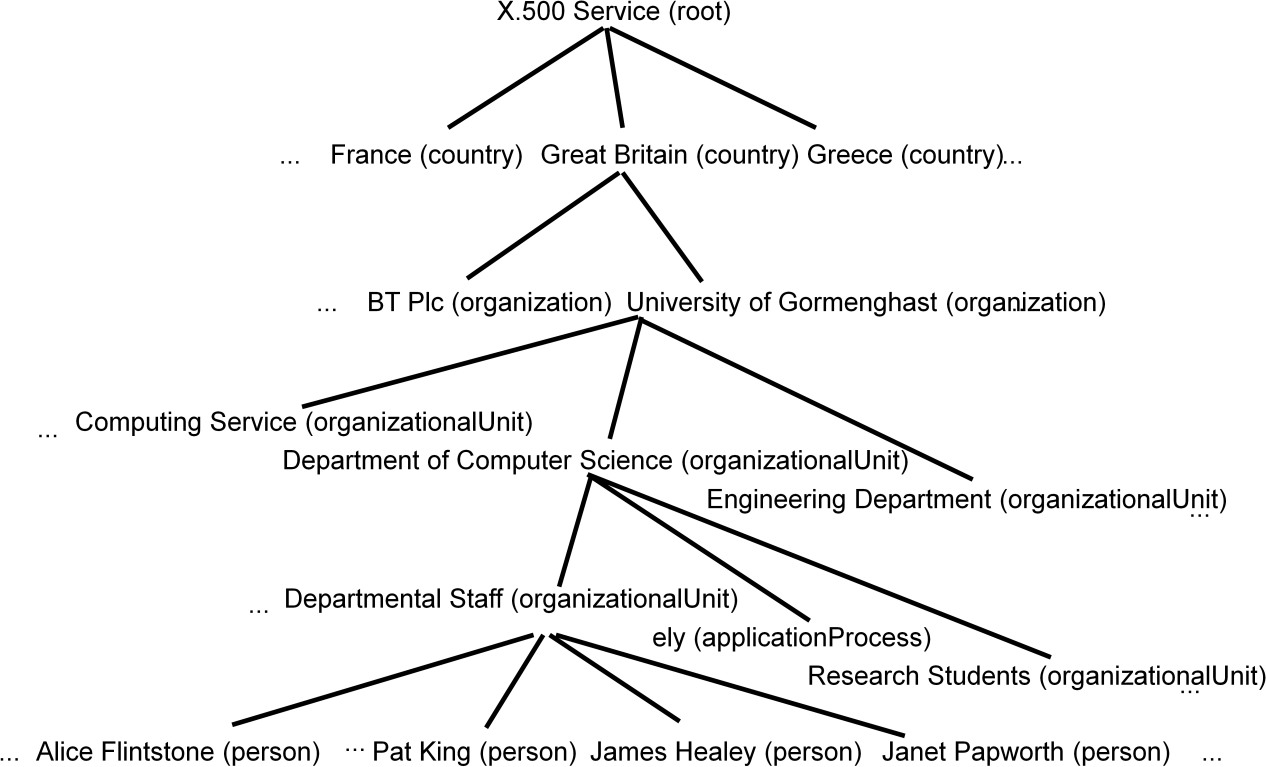 X.500 Service (root)
... France (country) Great Britain (country) Greece (country)...
... BT Plc (organization) University of Gormenghast (organization) ...
... Computing Service (organizationalUnit)
Department of Computer Science (organizationalUnit)
Engineering Department (organizationalUnit)
...
... Departmental Staff (organizationalUnit)
ely (applicationProcess)
Research Students (organizationalUnit)
...
... Alice Flintstone (person) ... Pat King (person) James Healey (person) Janet Papworth (person) ...